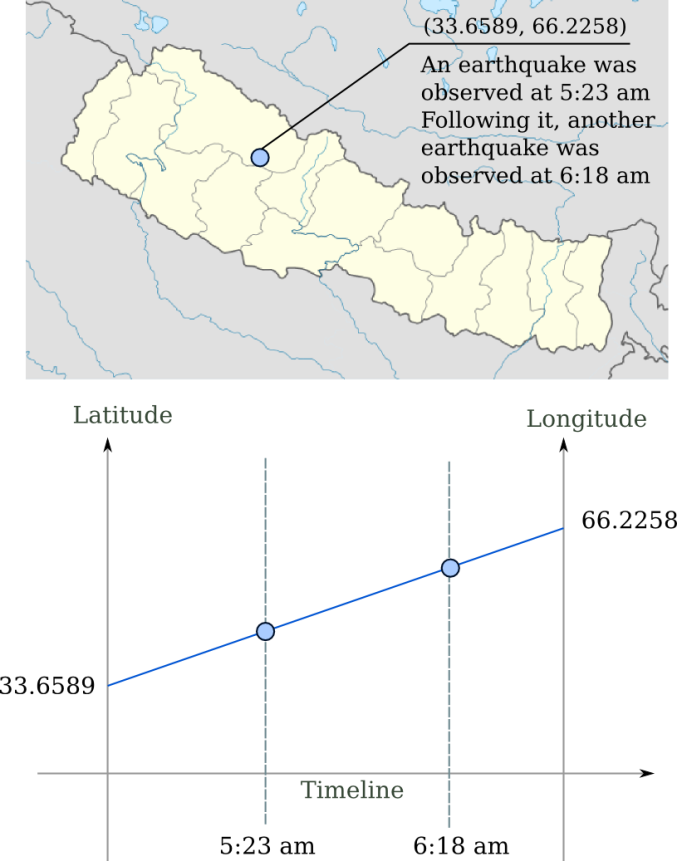 (33.6589, 66.2258)
An earthquake was
observed at 5:23 am
Following it, another
earthquake was
observed at 6:18 am
Latitude
Longitude
66.2258
33.6589
Timeline
5:23 am
6:18 am